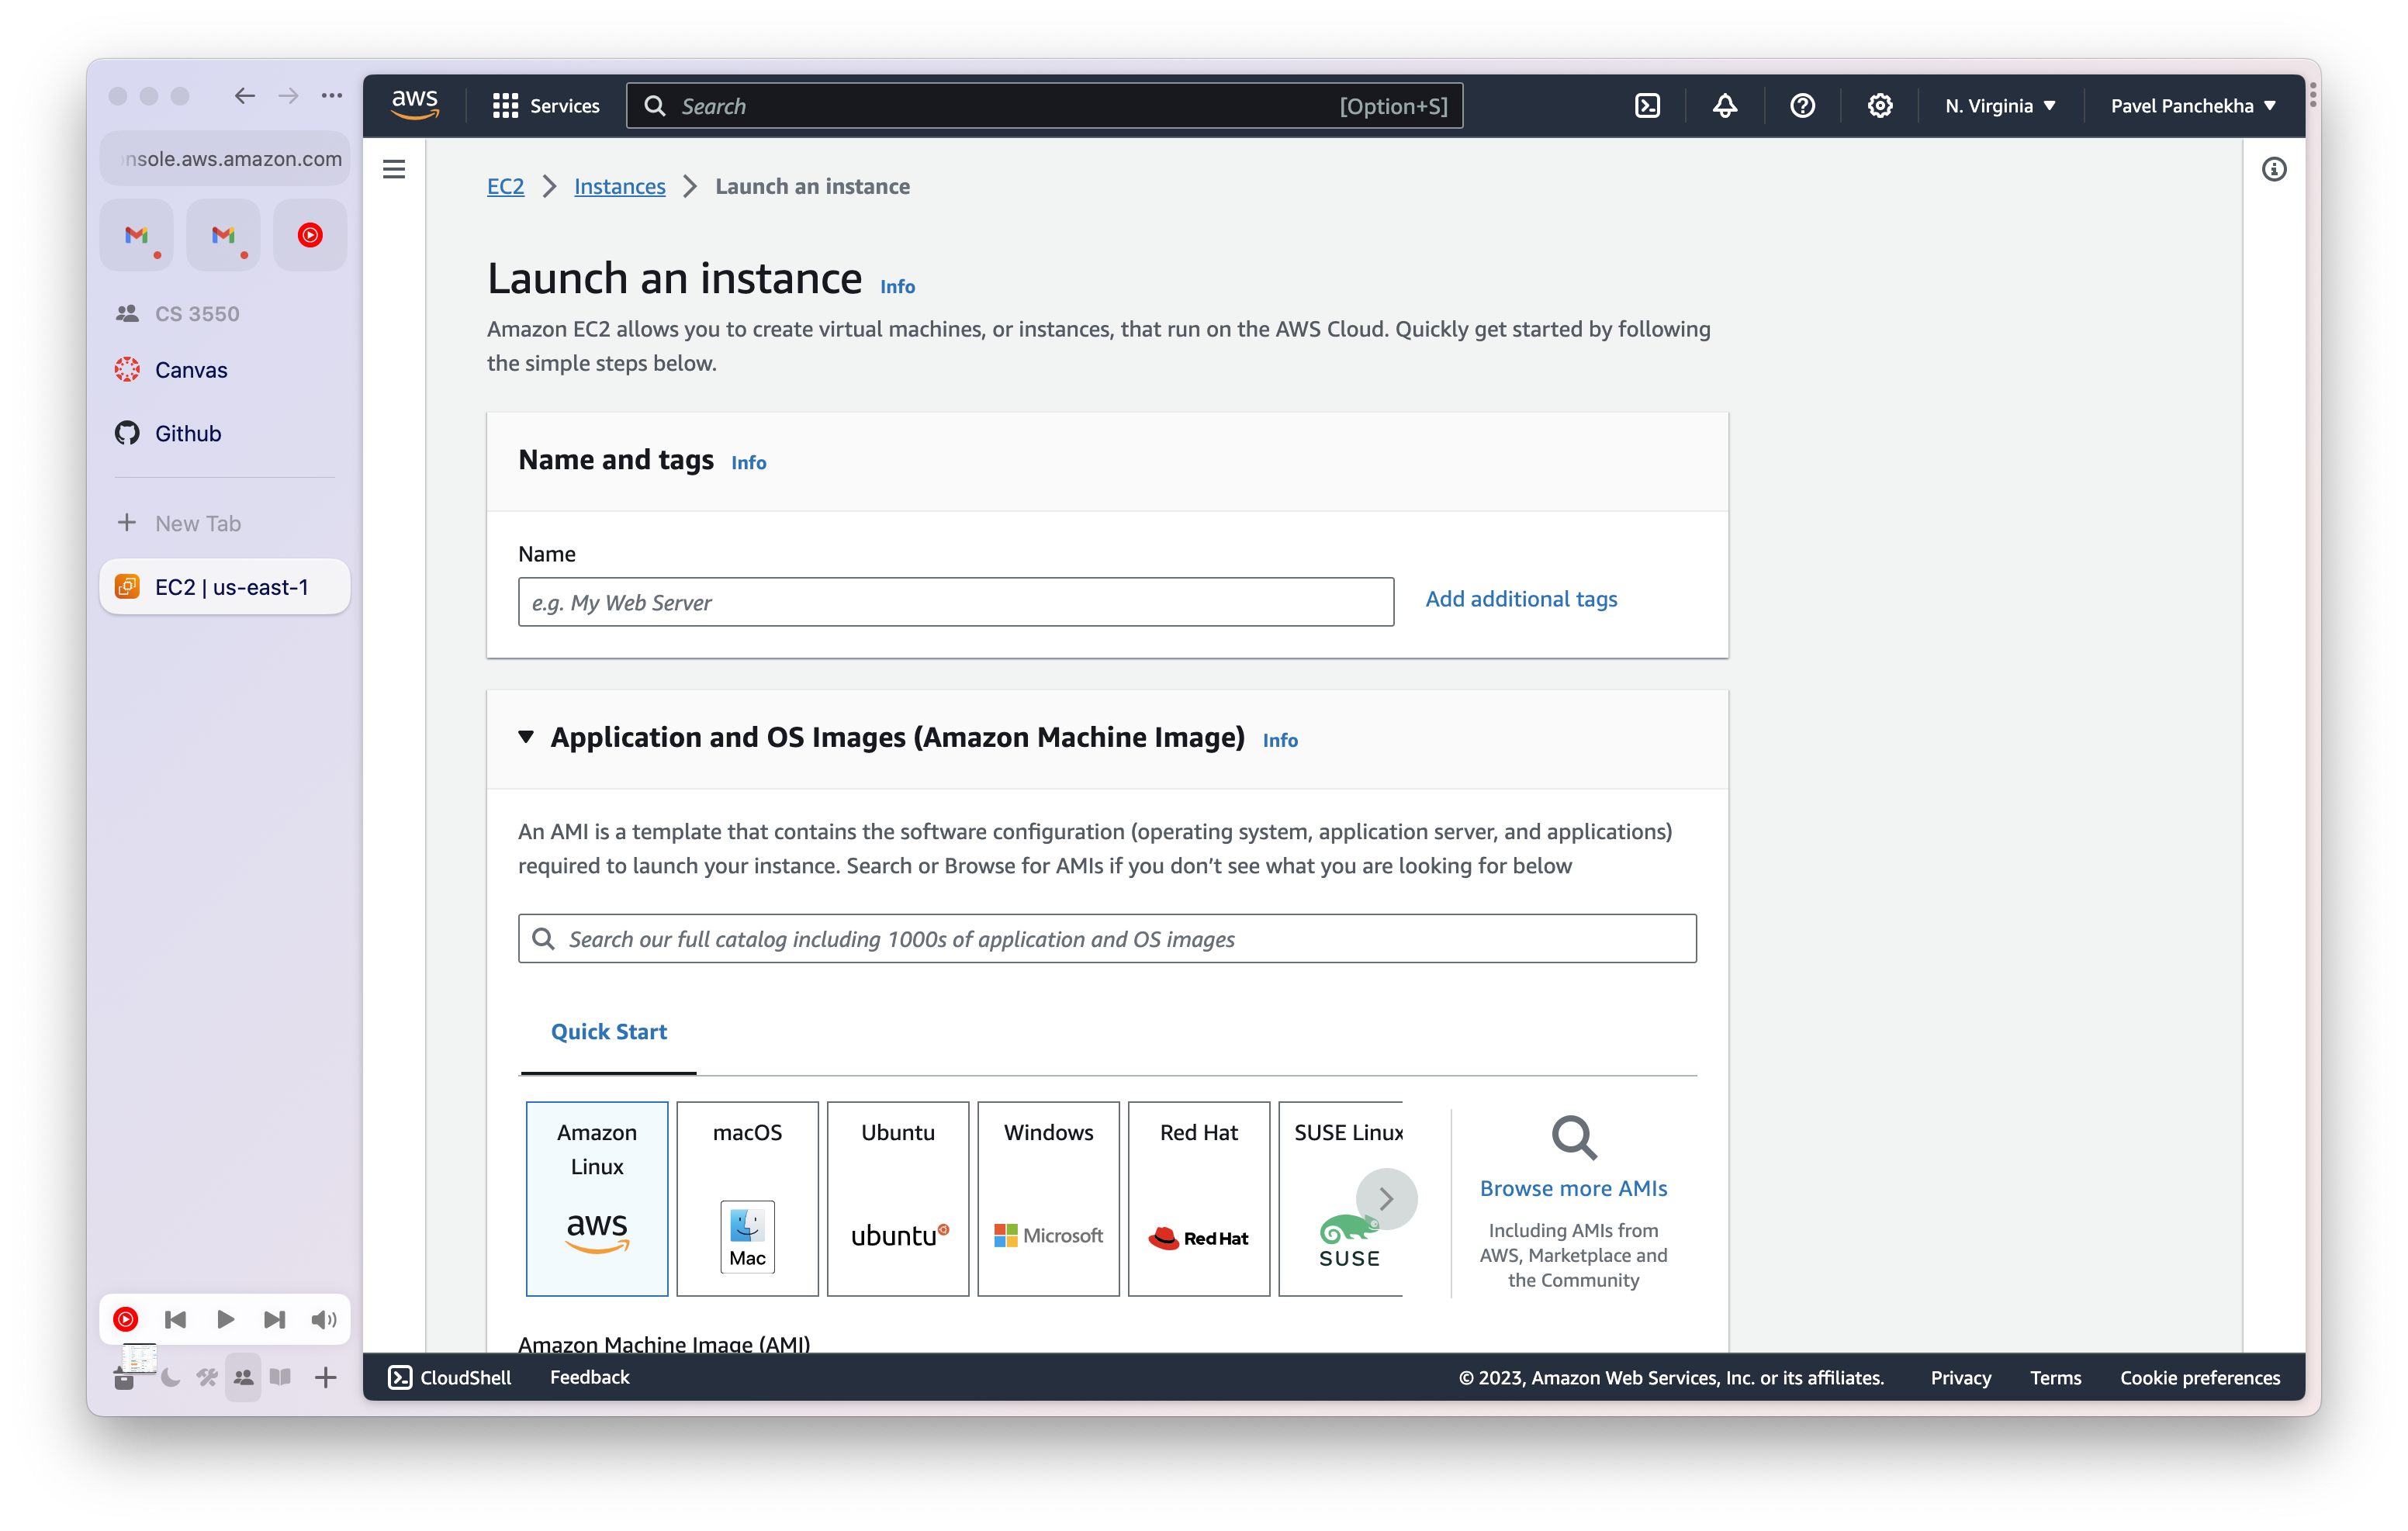 nsole.aws.amazon.com
CS 3550
Canvas
Github
New Tab
EC2 | us-east-1
aws
Services
Search
[Option+S]
N. Virginia
Pavel Panchekha
EC2
Instances
Launch an instance
Launch an instance Info
Amazon EC2 allows you to create virtual machines, or instances, that run on the AWS Cloud. Quickly get started by following
the simple steps below.
Name and tags Info
Name
e.g. My Web Server
Add additional tags
Application and OS Images (Amazon Machine Image) Info
An AMI is a template that contains the software configuration (operating system, application server, and applications)
required to launch your instance. Search or Browse for AMIs if you don’t see what you are looking for below
Search our full catalog including 1000s of application and OS images
Quick Start
Amazon
Linux
aws
macOS
Mac
Ubuntu
ubuntu
Windows
Microsoft
Red Hat
Red Hat
SUSE Linux
SUSE
Browse more AMIs
Including AMIs from
AWS, Marketplace and
the Community
Amazon Machine Image (AMI)
CloudShell
Feedback
© 2023, Amazon Web Services, Inc. or its affiliates.
Privacy
Terms
Cookie preferences